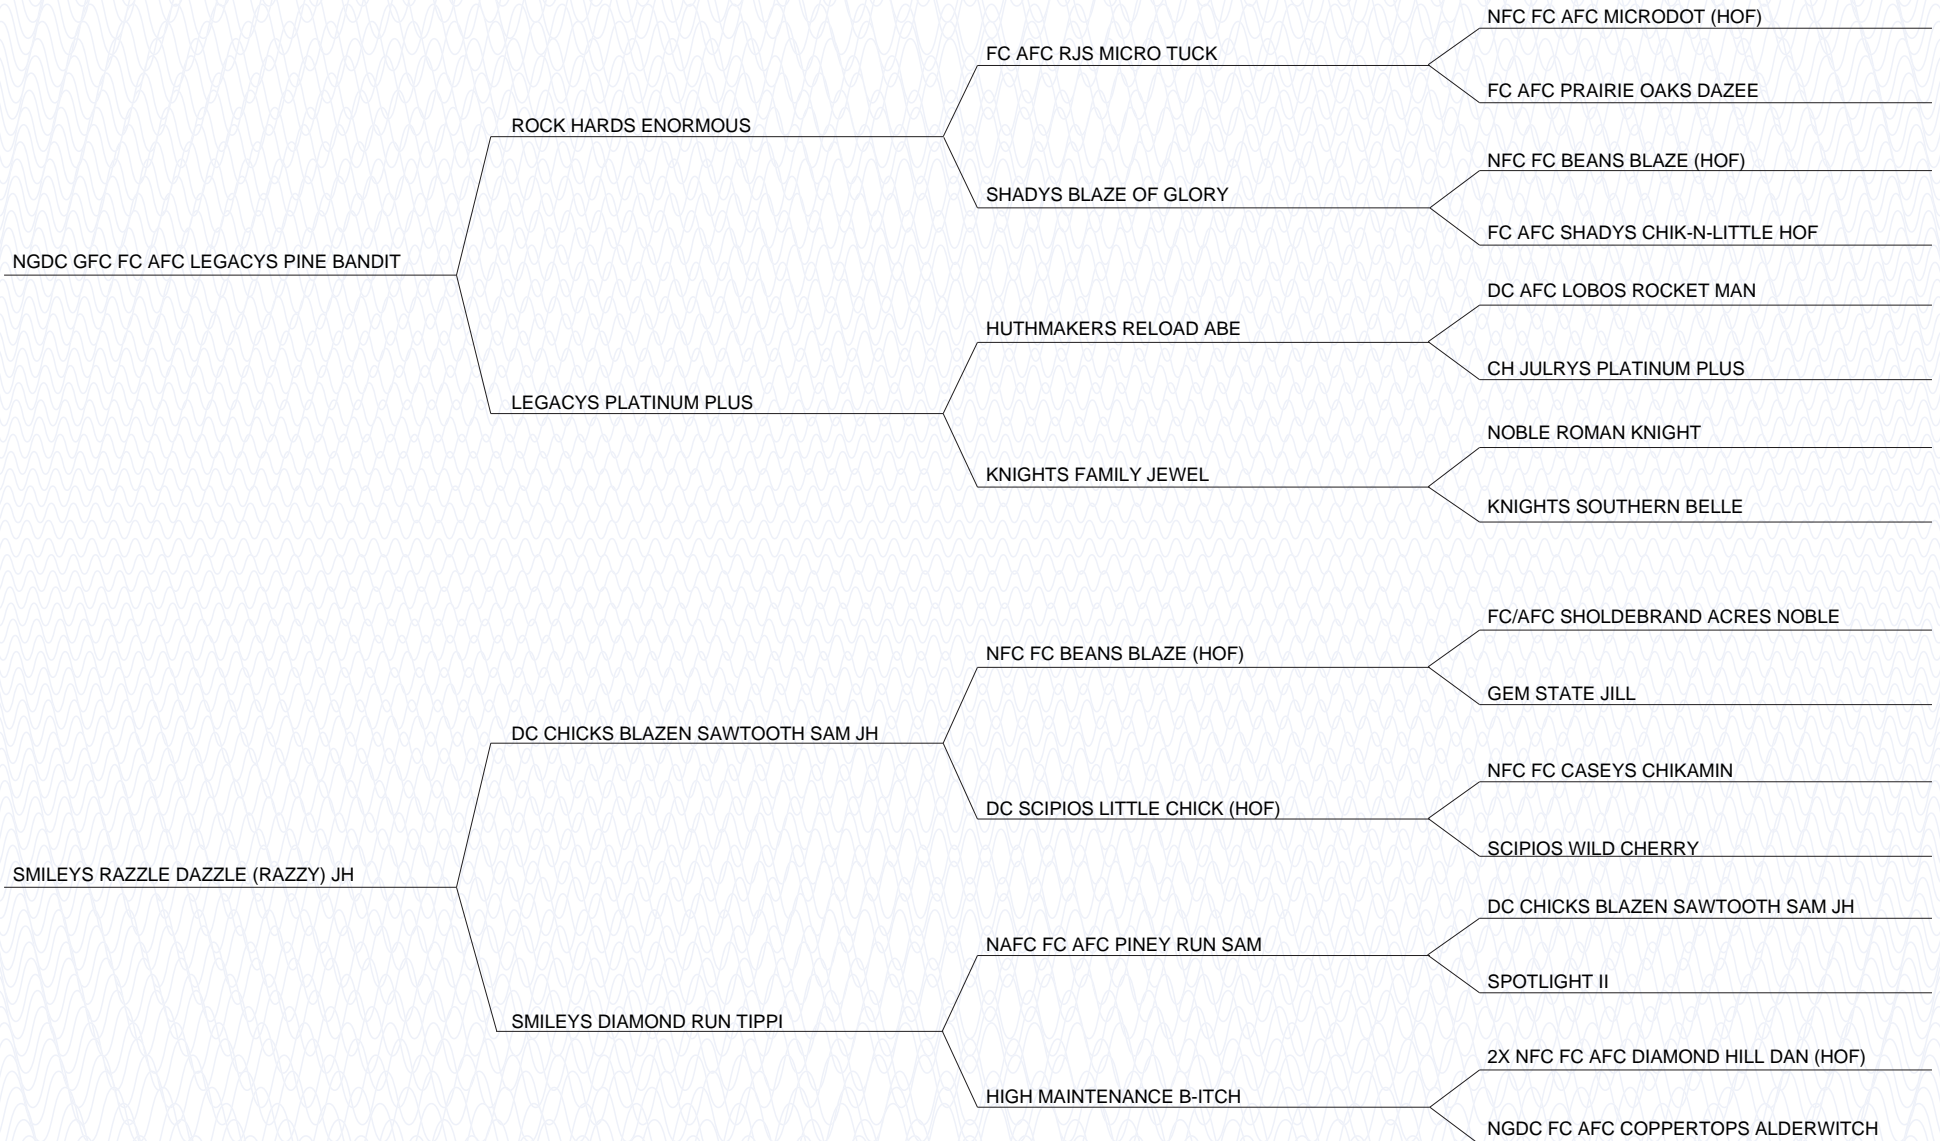 NFC FC AFC MICRODOT (HOF)
FC AFC RJS MICRO TUCK
FC AFC PRAIRIE OAKS DAZEE
ROCK HARDS ENORMOUS
NFC FC BEANS BLAZE (HOF)
SHADYS BLAZE OF GLORY
FC AFC SHADYS CHIK-N-LITTLE HOF
NGDC GFC FC AFC LEGACYS PINE BANDIT
DC AFC LOBOS ROCKET MAN
HUTHMAKERS RELOAD ABE
CH JULRYS PLATINUM PLUS
LEGACYS PLATINUM PLUS
NOBLE ROMAN KNIGHT
KNIGHTS FAMILY JEWEL
KNIGHTS SOUTHERN BELLE
FC/AFC SHOLDEBRAND ACRES NOBLE
NFC FC BEANS BLAZE (HOF)
GEM STATE JILL
DC CHICKS BLAZEN SAWTOOTH SAM JH
NFC FC CASEYS CHIKAMIN
DC SCIPIOS LITTLE CHICK (HOF)
SCIPIOS WILD CHERRY
SMILEYS RAZZLE DAZZLE (RAZZY) JH
DC CHICKS BLAZEN SAWTOOTH SAM JH
NAFC FC AFC PINEY RUN SAM
SPOTLIGHT II
SMILEYS DIAMOND RUN TIPPI
2X NFC FC AFC DIAMOND HILL DAN (HOF)
HIGH MAINTENANCE B-ITCH
NGDC FC AFC COPPERTOPS ALDERWITCH